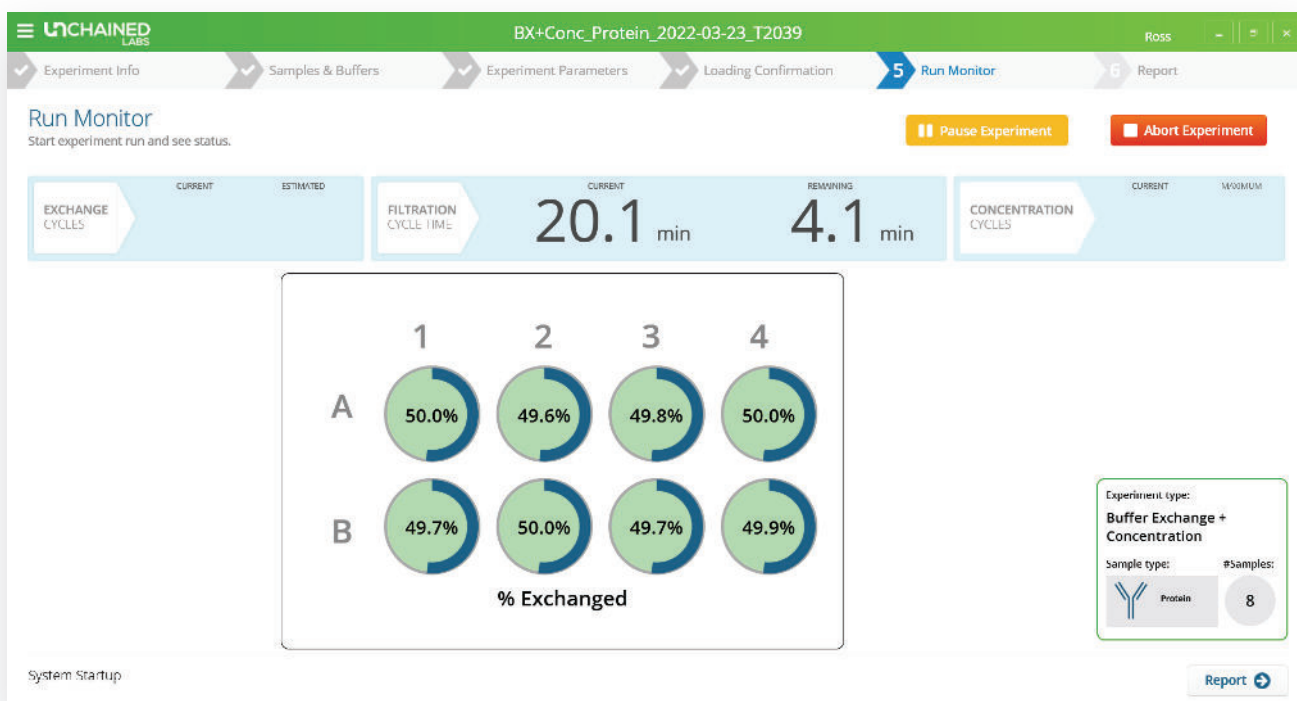 UNCHAINED LABS BX+Conc_Protein_2022-03-23_T2039 Ross
Experiment Info Samples & Buffers Experiment Parameters Loading Confirmation 5 Run Monitor 6 Report
Run Monitor
Start experiment run and see status.
Pause Experiment Abort Experiment
EXCHANGE CYCLES CURRENT ESTIMATED
FILTRATION CYCLE TIME CURRENT 20.1 min REMAINING 4.1 min
CONCENTRATION CYCLES CURRENT MAXIMUM
1 2 3 4
A 50.0% 49.6% 49.8% 50.0%
B 49.7% 50.0% 49.7% 49.9%
% Exchanged
Experiment type:
Buffer Exchange +
Concentration
Sample type: #Samples:
Protein 8
System Startup Report